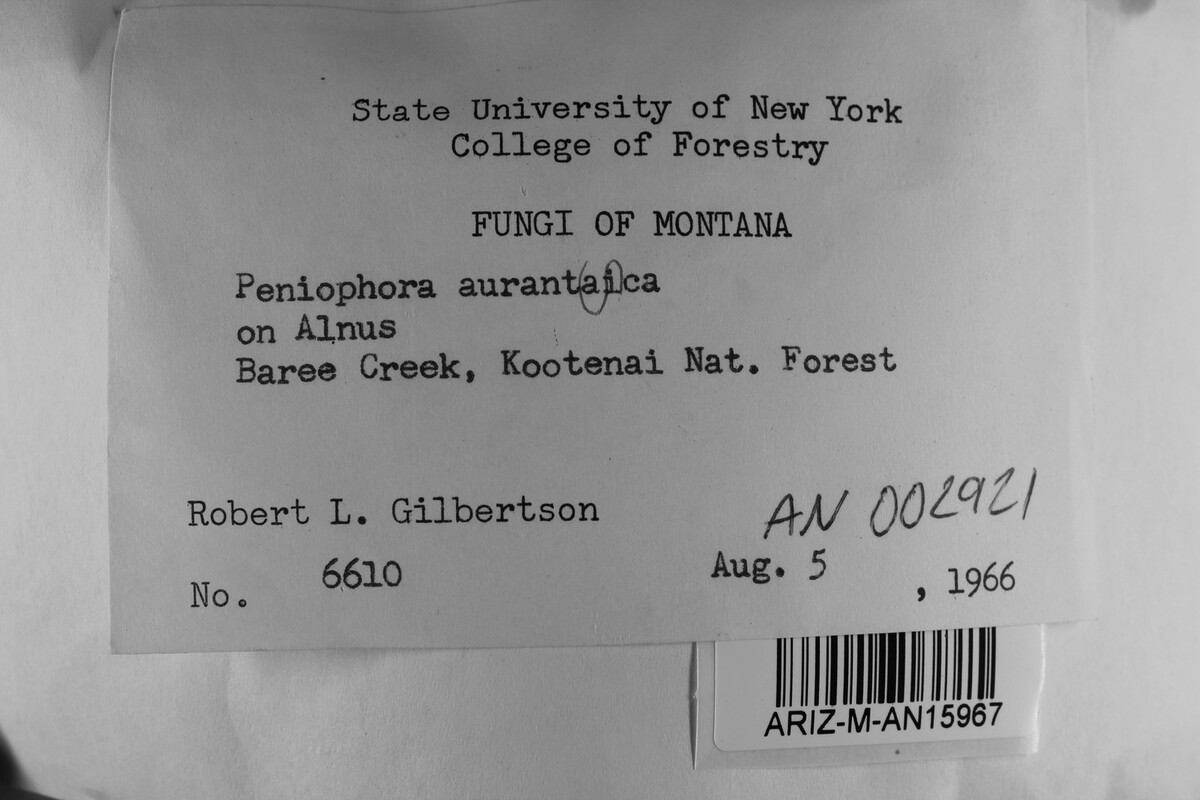 State University of New York
College of Forestry
FUNGI OF MONTANA
Peniophora aurantaica
on Alnus
Baree Creek, Kootenai Nat. Forest
Robert L. Gilbertson
AN 002921
No. 6610
Aug. 5 , 1966
ARIZ-M-AN15967